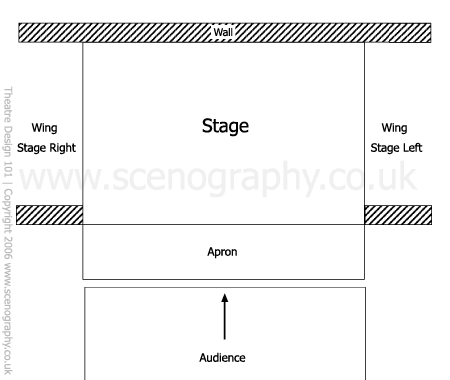 Wall
Stage
Wing
Stage Right
Wing
Stage Left
www.scenography.co.uk
Apron
Audience
Theatre Design 101 | Copyright 2006 www.scenography.co.uk